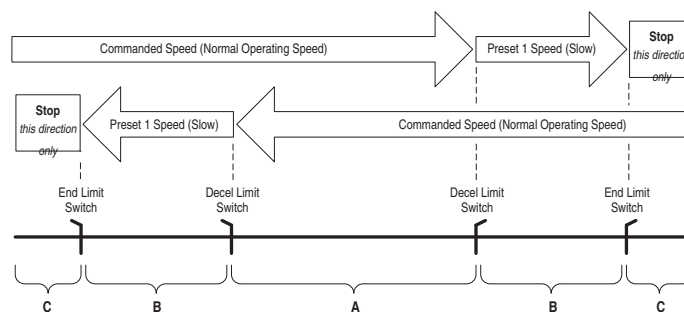 Commanded Speed (Normal Operating Speed)
Preset 1 Speed (Slow)
Stop
this direction
only
Stop
this direction
only
Preset 1 Speed (Slow)
Commanded Speed (Normal Operating Speed)
End Limit
Switch
Decel Limit
Switch
Decel Limit
Switch
End Limit
Switch
C
B
A
B
C